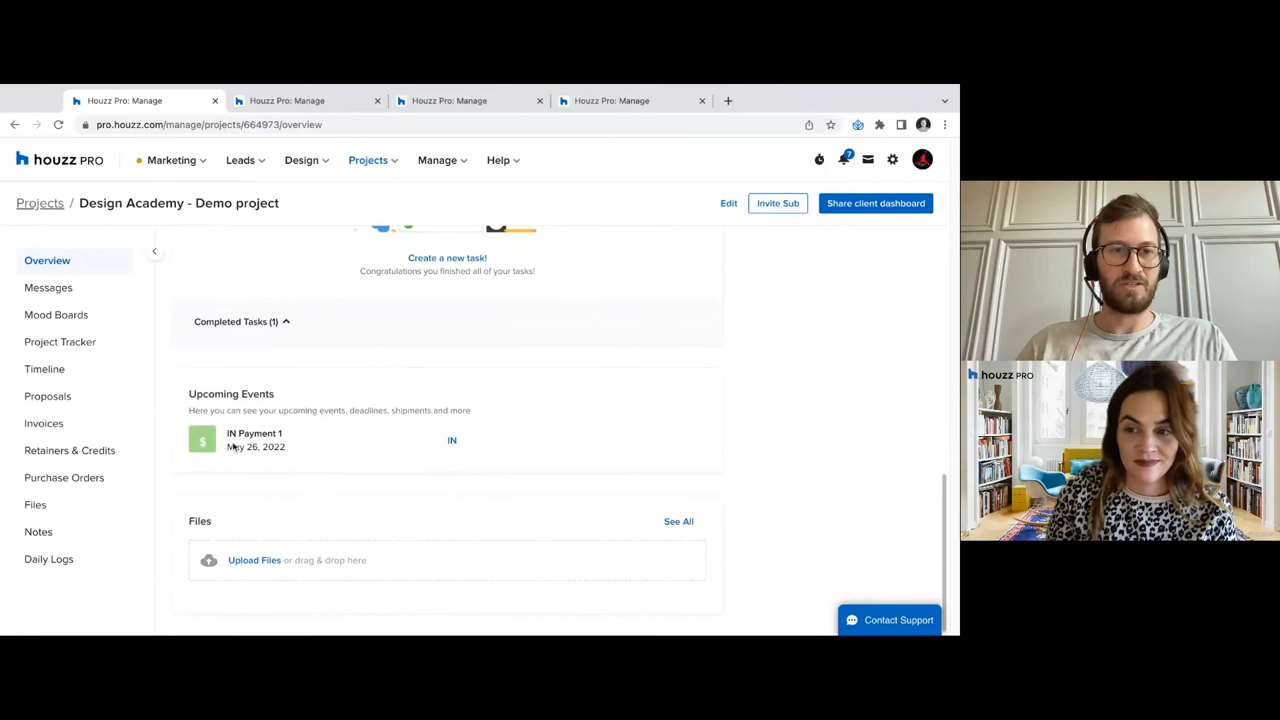 Houzz Pro: Manage
Houzz Pro: Manage
Houzz Pro: Manage
Houzz Pro: Manage
pro.houzz.com/manage/projects/664973/overview
houzz PRO
Marketing
Leads
Design
Projects
Manage
Help
7
Projects / Design Academy - Demo project
Edit
Invite Sub
Share client dashboard
Overview
Messages
Mood Boards
Project Tracker
Timeline
Proposals
Invoices
Retainers & Credits
Purchase Orders
Files
Notes
Daily Logs
Create a new task!
Congratulations you finished all of your tasks!
Completed Tasks (1)
Upcoming Events
Here you can see your upcoming events, deadlines, shipments and more
$
IN Payment 1
May 26, 2022
IN
Files
See All
Upload Files or drag & drop here
Contact Support
houzz PRO